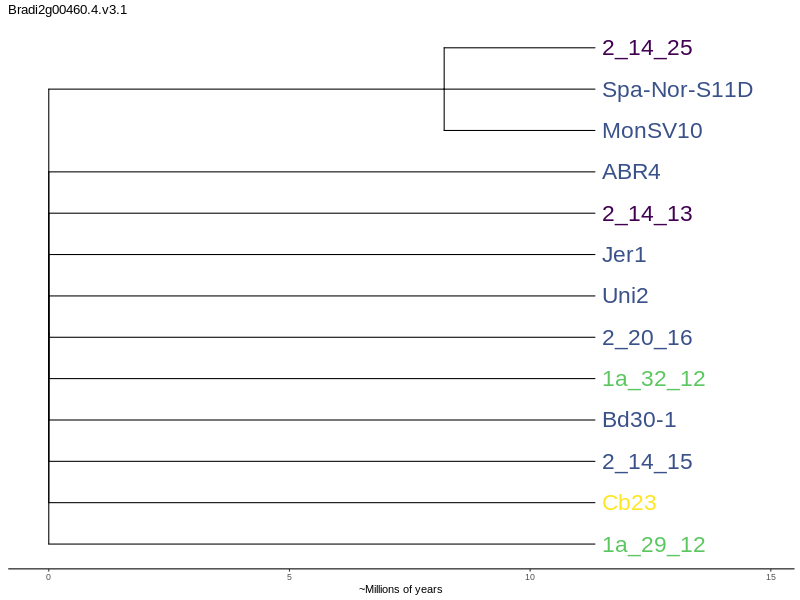 Bradi2g00460.4.v3.1
2_14_25
Spa-Nor-S11D
MonSV10
ABR4
2_14_13
Jer1
Uni2
2_20_16
1a_32_12
Bd30-1
2_14_15
Cb23
1a_29_12
0 5 10 15
~Millions of years